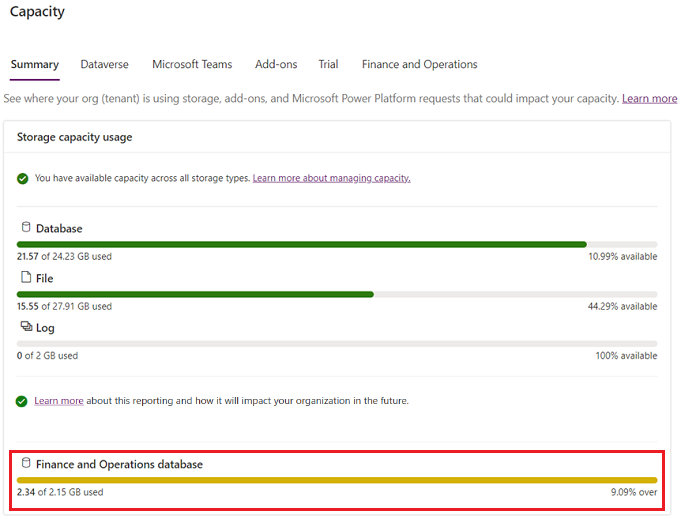 Capacity
Summary Dataverse Microsoft Teams Add-ons Trial Finance and Operations
See where your org (tenant) is using storage, add-ons, and Microsoft Power Platform requests that could impact your capacity. Learn more
Storage capacity usage
You have available capacity across all storage types. Learn more about managing capacity.
Database
21.57 of 24.23 GB used 10.99% available
File
15.55 of 27.91 GB used 44.29% available
Log
0 of 2 GB used 100% available
Learn more about this reporting and how it will impact your organization in the future.
Finance and Operations database
2.34 of 2.15 GB used 9.09% over